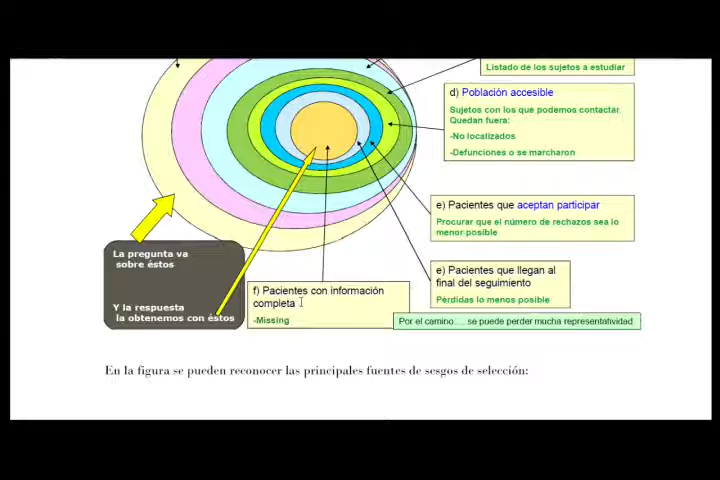 Listado de los sujetos a estudiar
d) Población accesible
Sujetos con los que podemos contactar.
Quedan fuera:
-No localizados
-Defunciones o se marcharon
e) Pacientes que aceptan participar
Procurar que el número de rechazos sea lo
menor posible
e) Pacientes que llegan al
final del seguimiento
Pérdidas lo menos posible
La pregunta va
sobre éstos
Y la respuesta
la obtenemos con éstos
f) Pacientes con información
completa
-Missing
Por el camino..... se puede perder mucha representatividad
En la figura se pueden reconocer las principales fuentes de sesgos de selección: